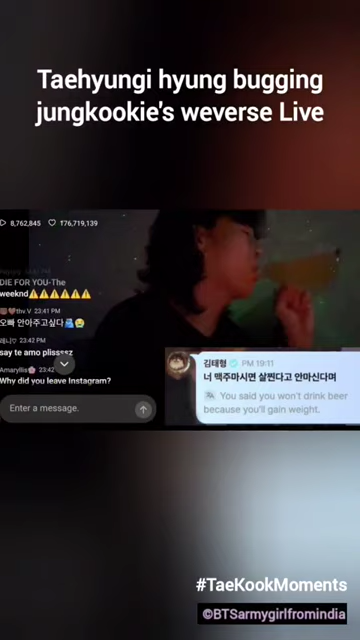 Taehyungi hyung bugging
jungkookie's weverse Live
8,762,845 ♡ 176,719,139
DIE FOR YOU-The
weeknd⚠️⚠️⚠️⚠️⚠️⚠️
thv.V 23:41 PM
오빠 안아주고싶다🫂😭
레니♡ 23:42 PM
say te amo plissssz
Amaryllis🌸 23:42
Why did you leave Instagram?
Enter a message.
김태형 PM 19:11
너 맥주마시면 살찐다고 안마신다며
You said you won't drink beer
because you'll gain weight.
#TaeKookMoments
©BTSarmygirlfromindia